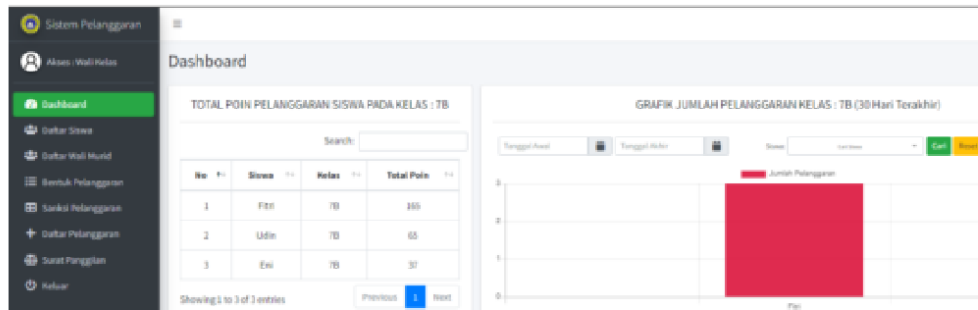 Sistem Pelanggaran
Akses : Wali Kelas
Dashboard
Daftar Siswa
Daftar Wali Murid
Bentuk Pelanggaran
Sanksi Pelanggaran
Daftar Pelanggaran
Surat Panggilan
Keluar
Dashboard
TOTAL POIN PELANGGARAN SISWA PADA KELAS : 7B
Search:
No Siswa Kelas Total Poin
1 Fitri 7B 165
2 Udin 7B 65
3 Eni 7B 37
Showing 1 to 3 of 3 entries
Previous 1 Next
GRAFIK JUMLAH PELANGGARAN KELAS : 7B (30 Hari Terakhir)
Tanggal Awal Tanggal Akhir Siswa Cari Siswa Cari Reset
Jumlah Pelanggaran
3
2
1
0